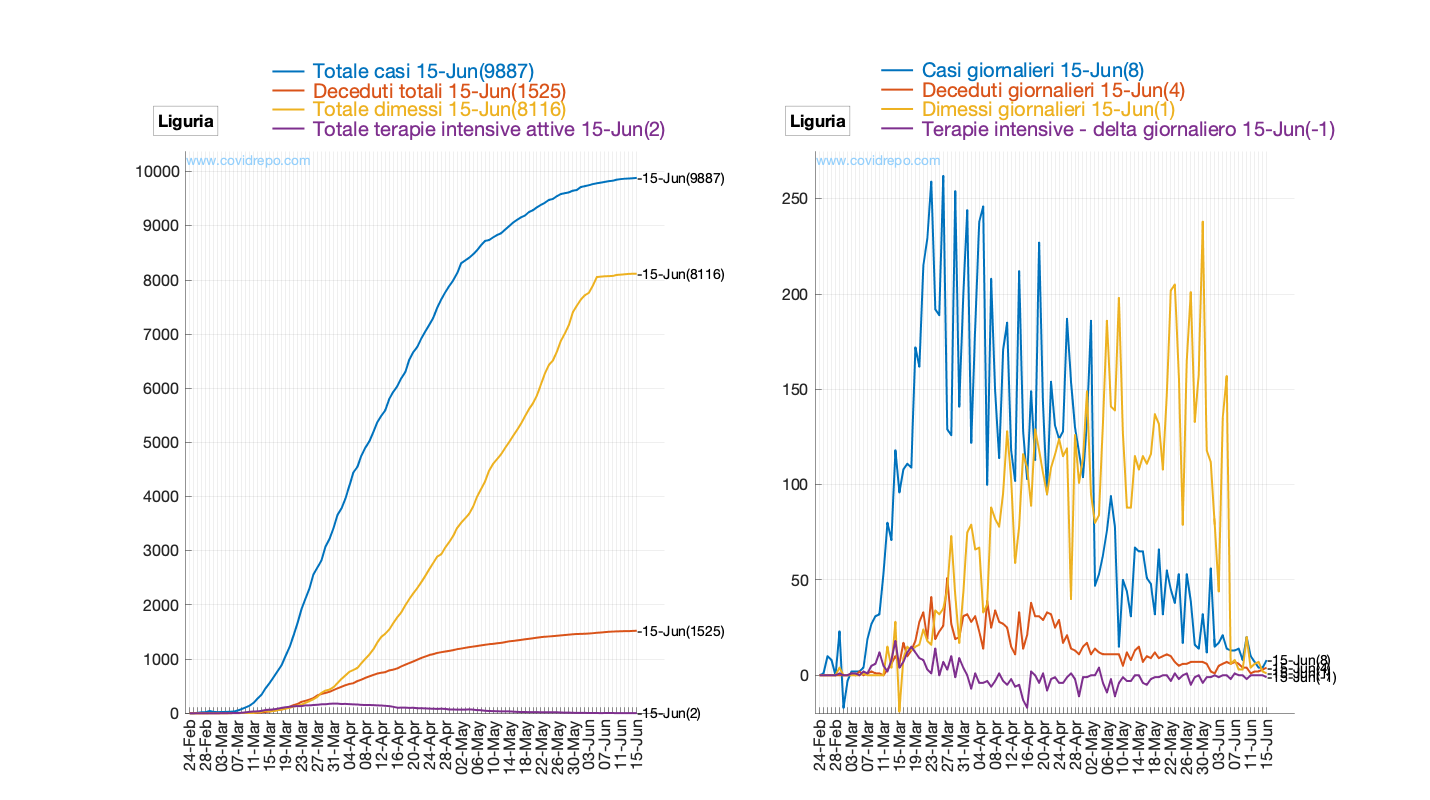 Totale casi 15-Jun(9887)
Deceduti totali 15-Jun(1525)
Totale dimessi 15-Jun(8116)
Totale terapie intensive attive 15-Jun(2)
Liguria
www.covidrepo.com
10000
9000
8000
7000
6000
5000
4000
3000
2000
1000
0
-15-Jun(9887)
-15-Jun(8116)
-15-Jun(1525)
-15-Jun(2)
24-Feb
28-Feb
03-Mar
07-Mar
11-Mar
15-Mar
19-Mar
23-Mar
27-Mar
31-Mar
04-Apr
08-Apr
12-Apr
16-Apr
20-Apr
24-Apr
28-Apr
02-May
06-May
10-May
14-May
18-May
22-May
26-May
30-May
03-Jun
07-Jun
11-Jun
15-Jun
Casi giornalieri 15-Jun(8)
Deceduti giornalieri 15-Jun(4)
Dimessi giornalieri 15-Jun(1)
Terapie intensive - delta giornaliero 15-Jun(-1)
Liguria
www.covidrepo.com
250
200
150
100
50
0
-15-Jun(8)
-15-Jun(4)
-15-Jun(1)
-15-Jun(-1)
24-Feb
28-Feb
03-Mar
07-Mar
11-Mar
15-Mar
19-Mar
23-Mar
27-Mar
31-Mar
04-Apr
08-Apr
12-Apr
16-Apr
20-Apr
24-Apr
28-Apr
02-May
06-May
10-May
14-May
18-May
22-May
26-May
30-May
03-Jun
07-Jun
11-Jun
15-Jun